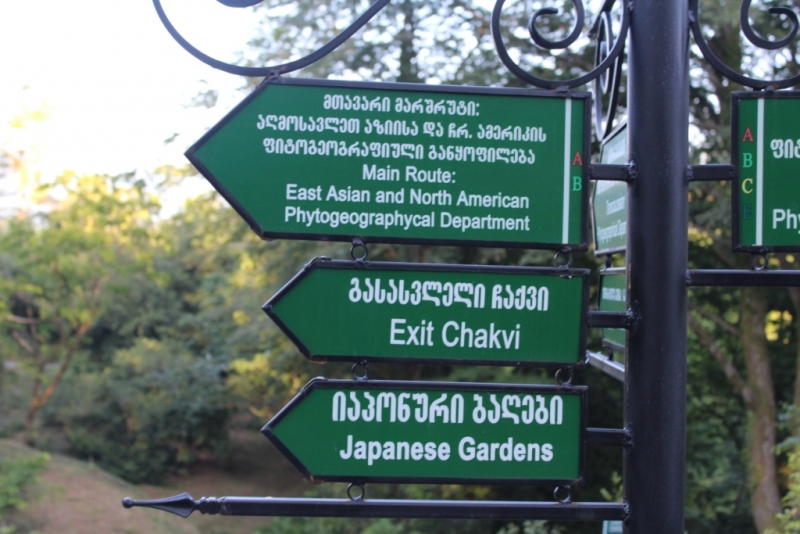 ᲛᲗᲐᲕᲐᲠᲘ ᲛᲐᲠᲨᲠᲣᲢᲘ:
ᲐᲦᲛᲝᲡᲐᲕᲚᲔᲗ ᲐᲖᲘᲘᲡᲐ ᲓᲐ ᲩᲠ. ᲐᲛᲔᲠᲘᲙᲘᲡ
ᲤᲘᲢᲝᲒᲔᲝᲒᲠᲐᲤᲘᲣᲚᲘ ᲒᲐᲜᲧᲝᲤᲘᲚᲔᲑᲐ
Main Route:
East Asian and North American
Phytogeographycal Department
A
B
ᲒᲐᲡᲐᲡᲕᲚᲔᲚᲘ ᲩᲐᲥᲕᲘ
Exit Chakvi
ᲘᲐᲞᲝᲜᲣᲠᲘ ᲑᲐᲦᲔᲑᲘ
Japanese Gardens
A
B
C
E